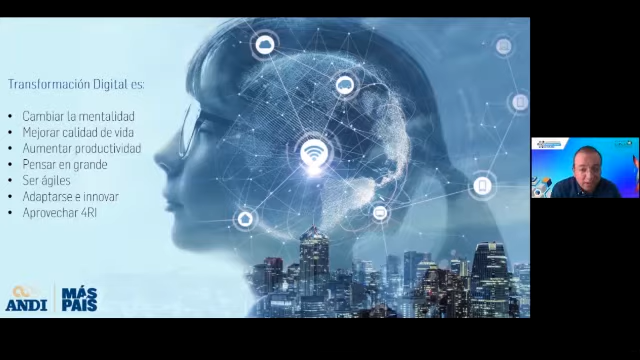 Transformación Digital es:
• Cambiar la mentalidad
• Mejorar calidad de vida
• Aumentar productividad
• Pensar en grande
• Ser ágiles
• Adaptarse e innovar
• Aprovechar 4RI
ANDI
MÁS
PAÍS